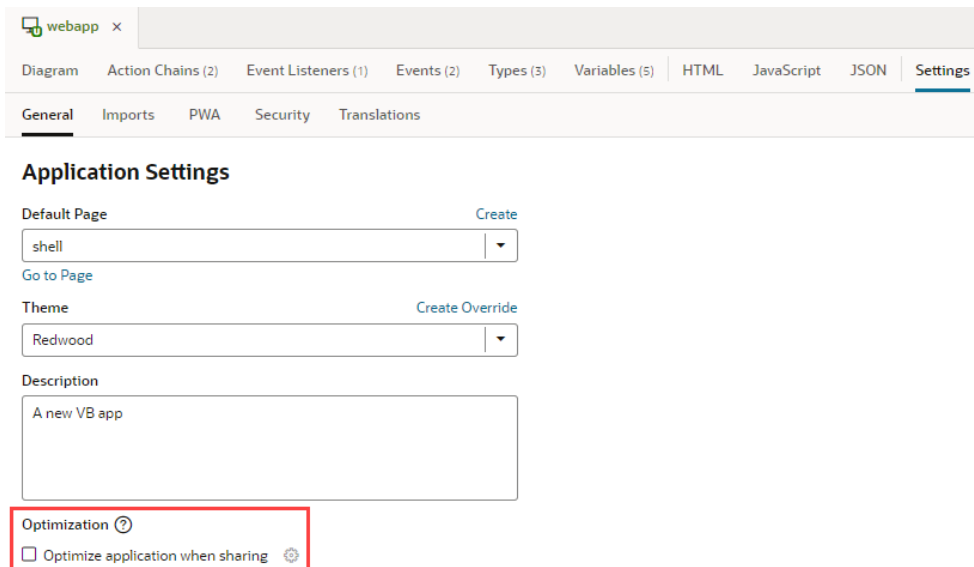 webapp ×
Diagram Action Chains (2) Event Listeners (1) Events (2) Types (3) Variables (5) HTML JavaScript JSON Settings
General Imports PWA Security Translations
Application Settings
Default Page Create
shell
Go to Page
Theme Create Override
Redwood
Description
A new VB app
Optimization ?
Optimize application when sharing